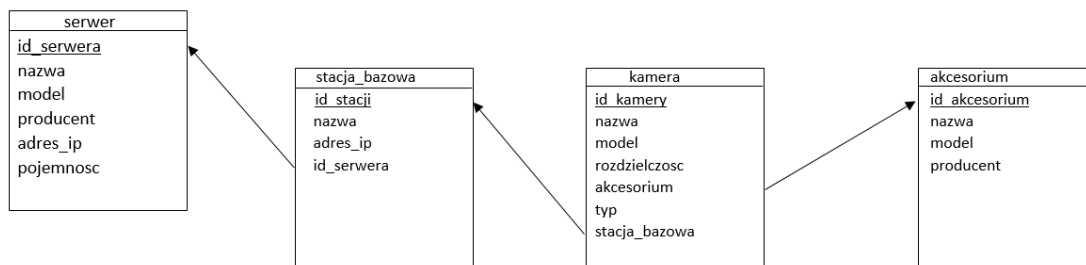 serwer
id_serwera
nazwa
model
producent
adres_ip
pojemnosc
stacja_bazowa
id_stacji
nazwa
adres_ip
id_serwera
kamera
id_kamery
nazwa
model
rozdzielczosc
akcesorium
typ
stacja_bazowa
akcesorium
id_akcesorium
nazwa
model
producent